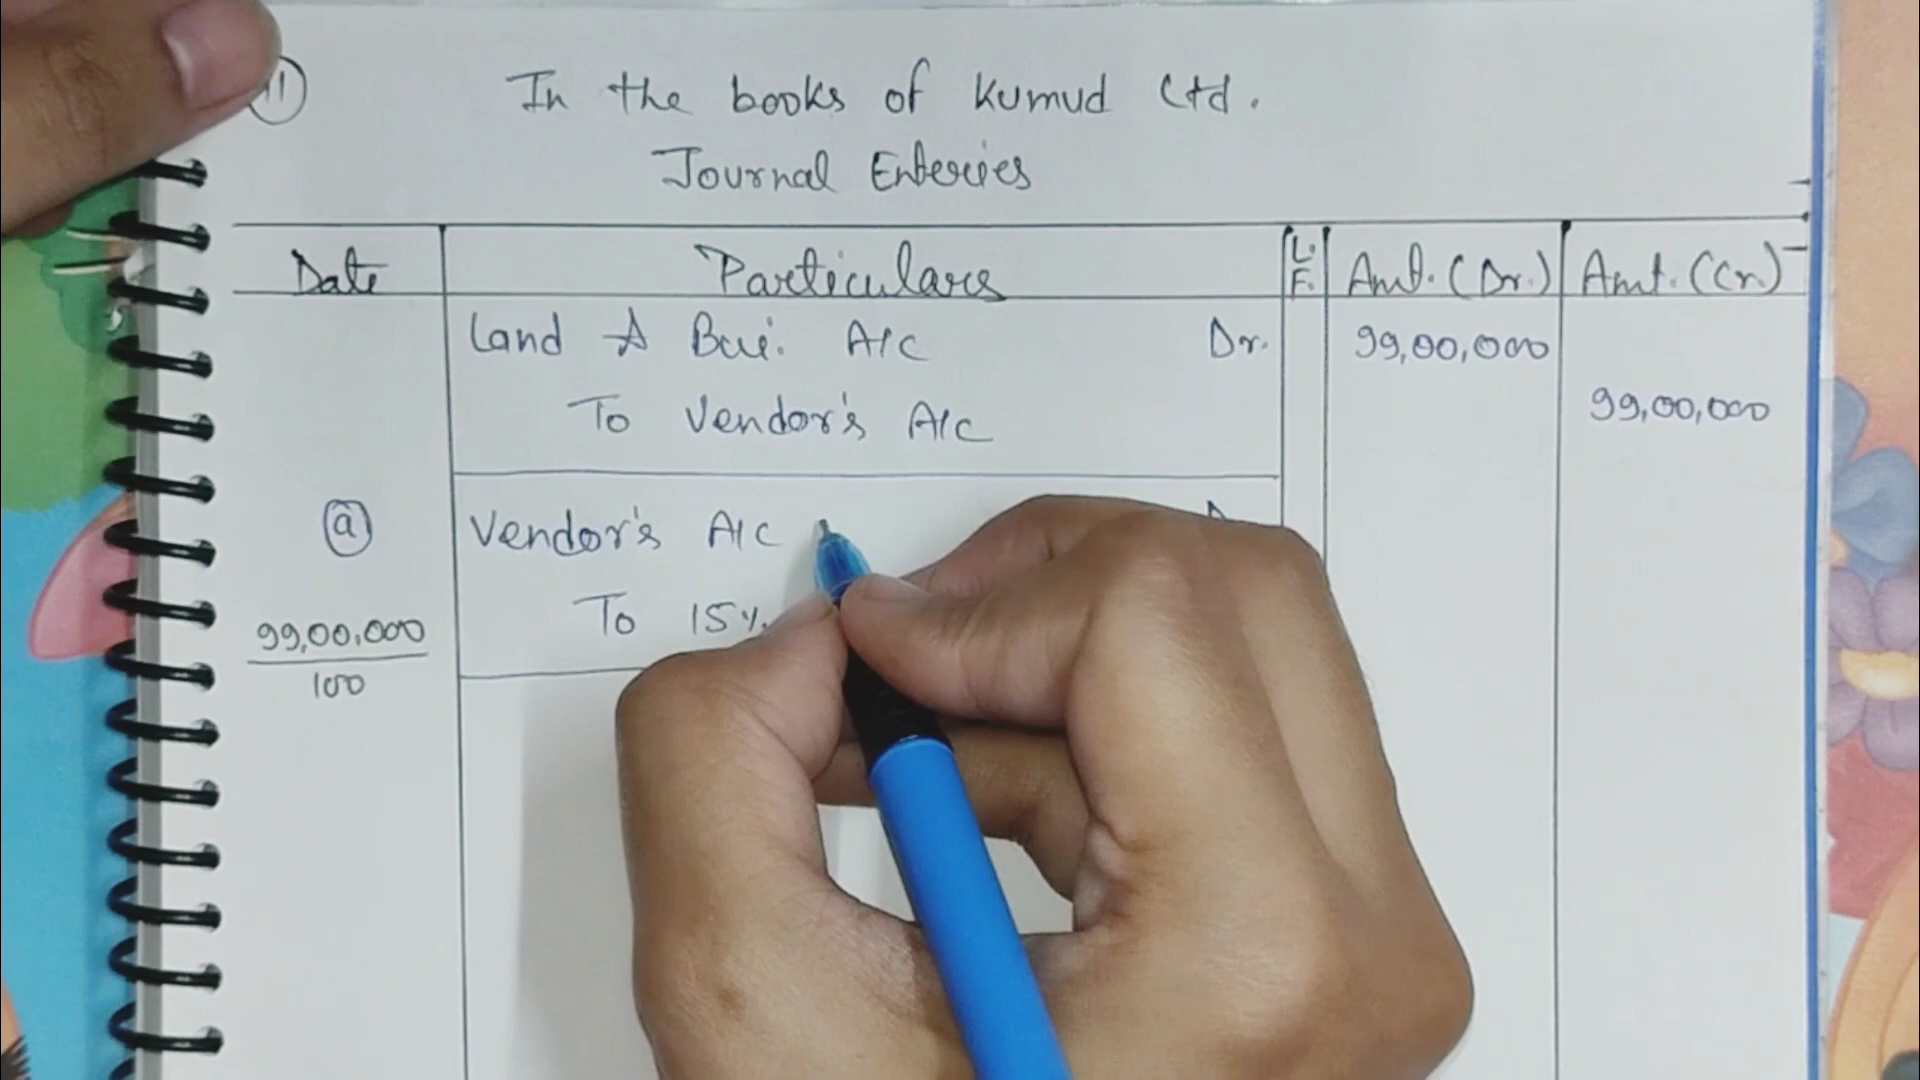 11 In the books of Kumud Ltd.
Journal Enteries
Date Particulars L.F. Amt. (Dr.) Amt. (Cr.)
Land & Bui. A/C Dr. 99,00,000
To Vendor's A/C 99,00,000
a Vendor's A/C
To 15%
99,00,000
100